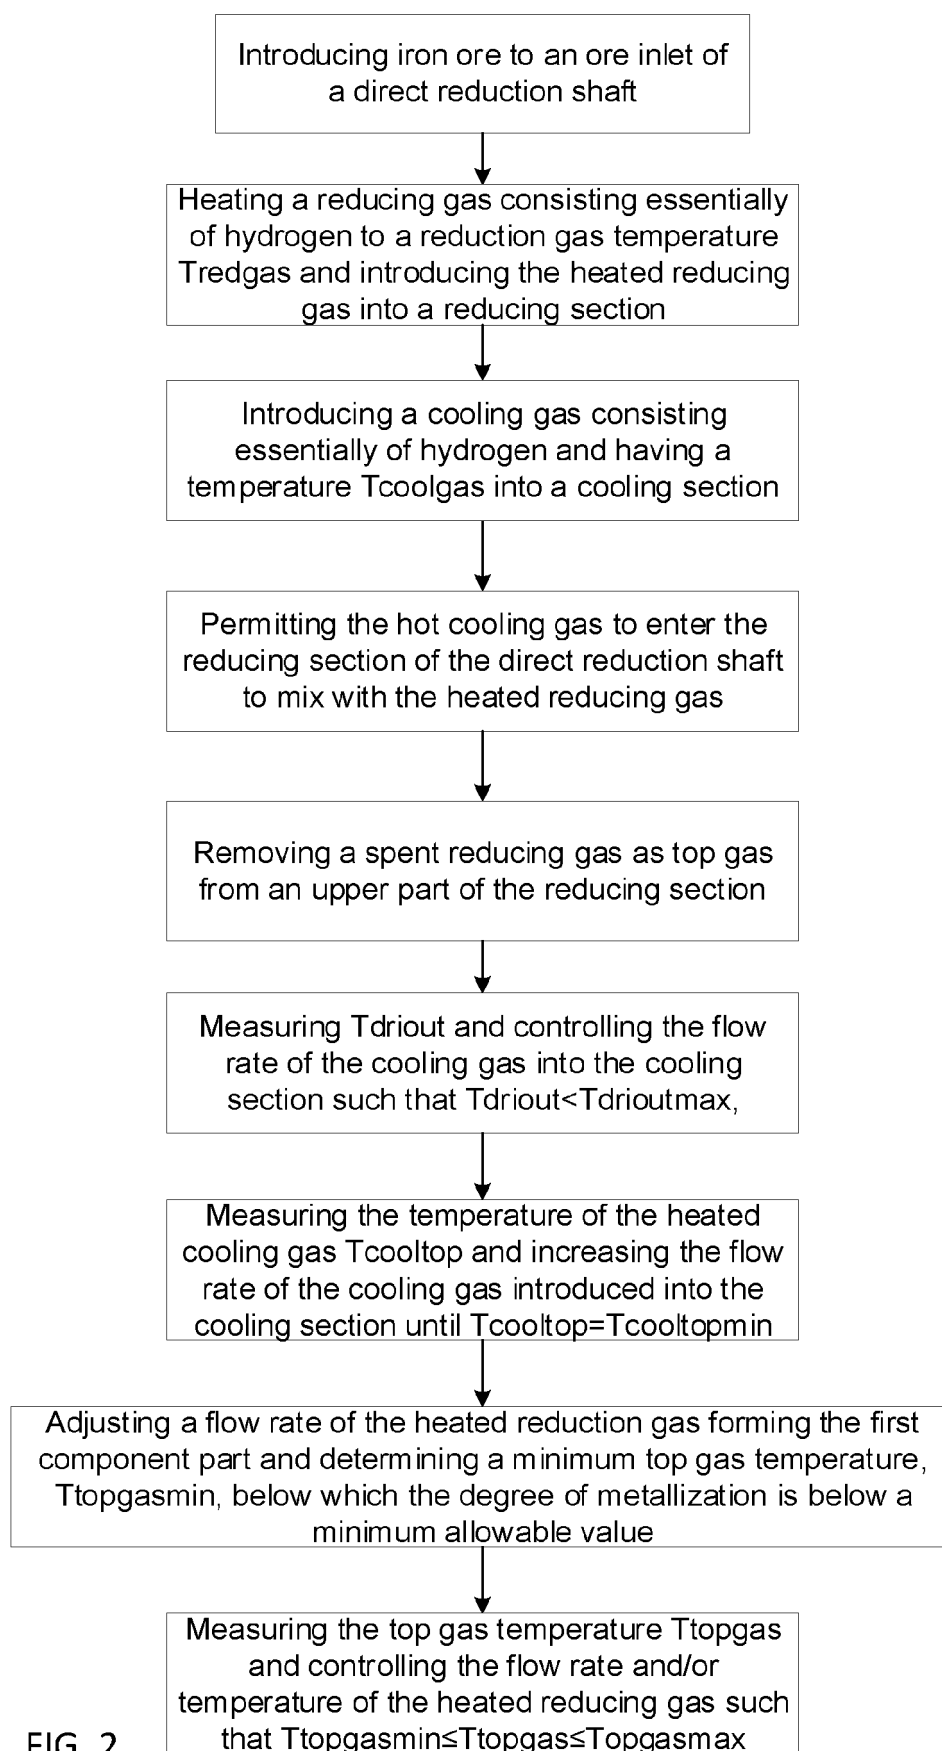 Introducing iron ore to an ore inlet of
a direct reduction shaft
Heating a reducing gas consisting essentially
of hydrogen to a reduction gas temperature
Tredgas and introducing the heated reducing
gas into a reducing section
Introducing a cooling gas consisting
essentially of hydrogen and having a
temperature Tcoolgas into a cooling section
Permitting the hot cooling gas to enter the
reducing section of the direct reduction shaft
to mix with the heated reducing gas
Removing a spent reducing gas as top gas
from an upper part of the reducing section
Measuring Tdriout and controlling the flow
rate of the cooling gas into the cooling
section such that Tdriout<Tdrioutmax,
Measuring the temperature of the heated
cooling gas Tcooltop and increasing the flow
rate of the cooling gas introduced into the
cooling section until Tcooltop=Tcooltopmin
Adjusting a flow rate of the heated reduction gas forming the first
component part and determining a minimum top gas temperature,
Ttopgasmin, below which the degree of metallization is below a
minimum allowable value
Measuring the top gas temperature Ttopgas
and controlling the flow rate and/or
temperature of the heated reducing gas such
that Ttopgasmin≤Ttopgas≤Topgasmax
FIG. 2